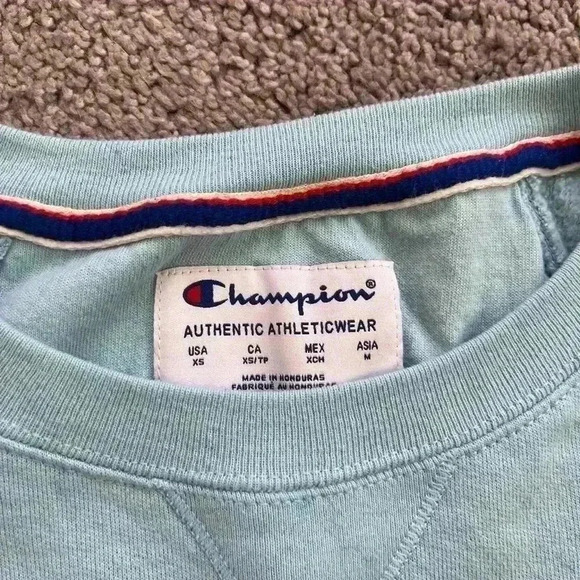 Champion®
AUTHENTIC ATHLETICWEAR
USA CA MEX ASIA
XS XS/TP XCH M
MADE IN HONDURAS
FABRIQUÉ AU HONDURAS